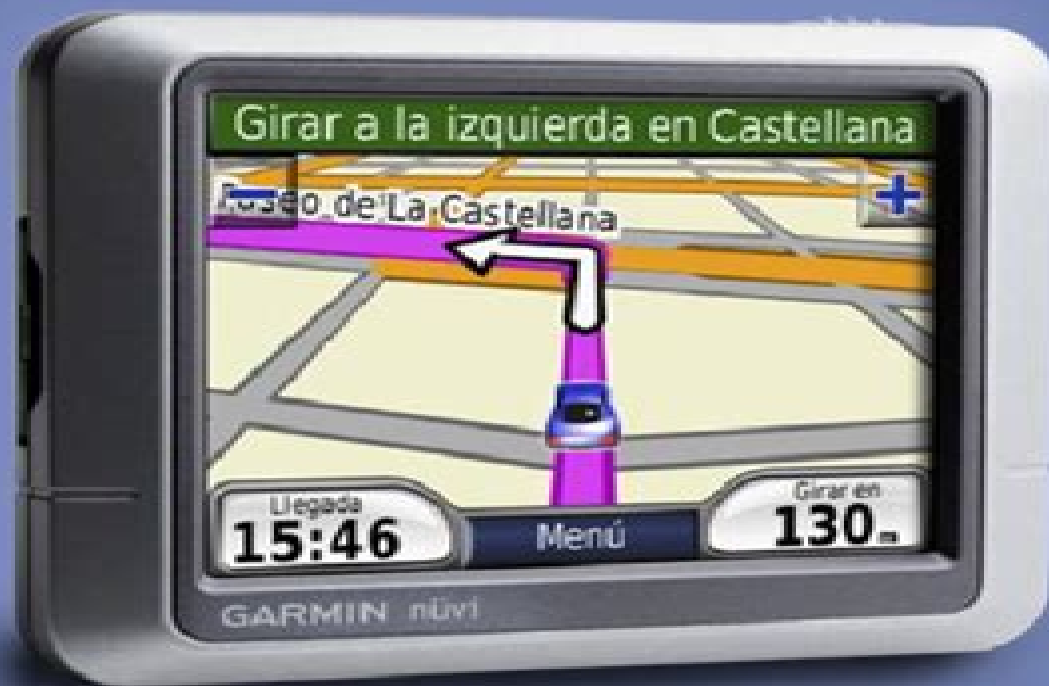 Girar a la izquierda en Castellana
de La Castellana
Llegada
15:46
Menú
Girar en
130 m
GARMIN nüvi